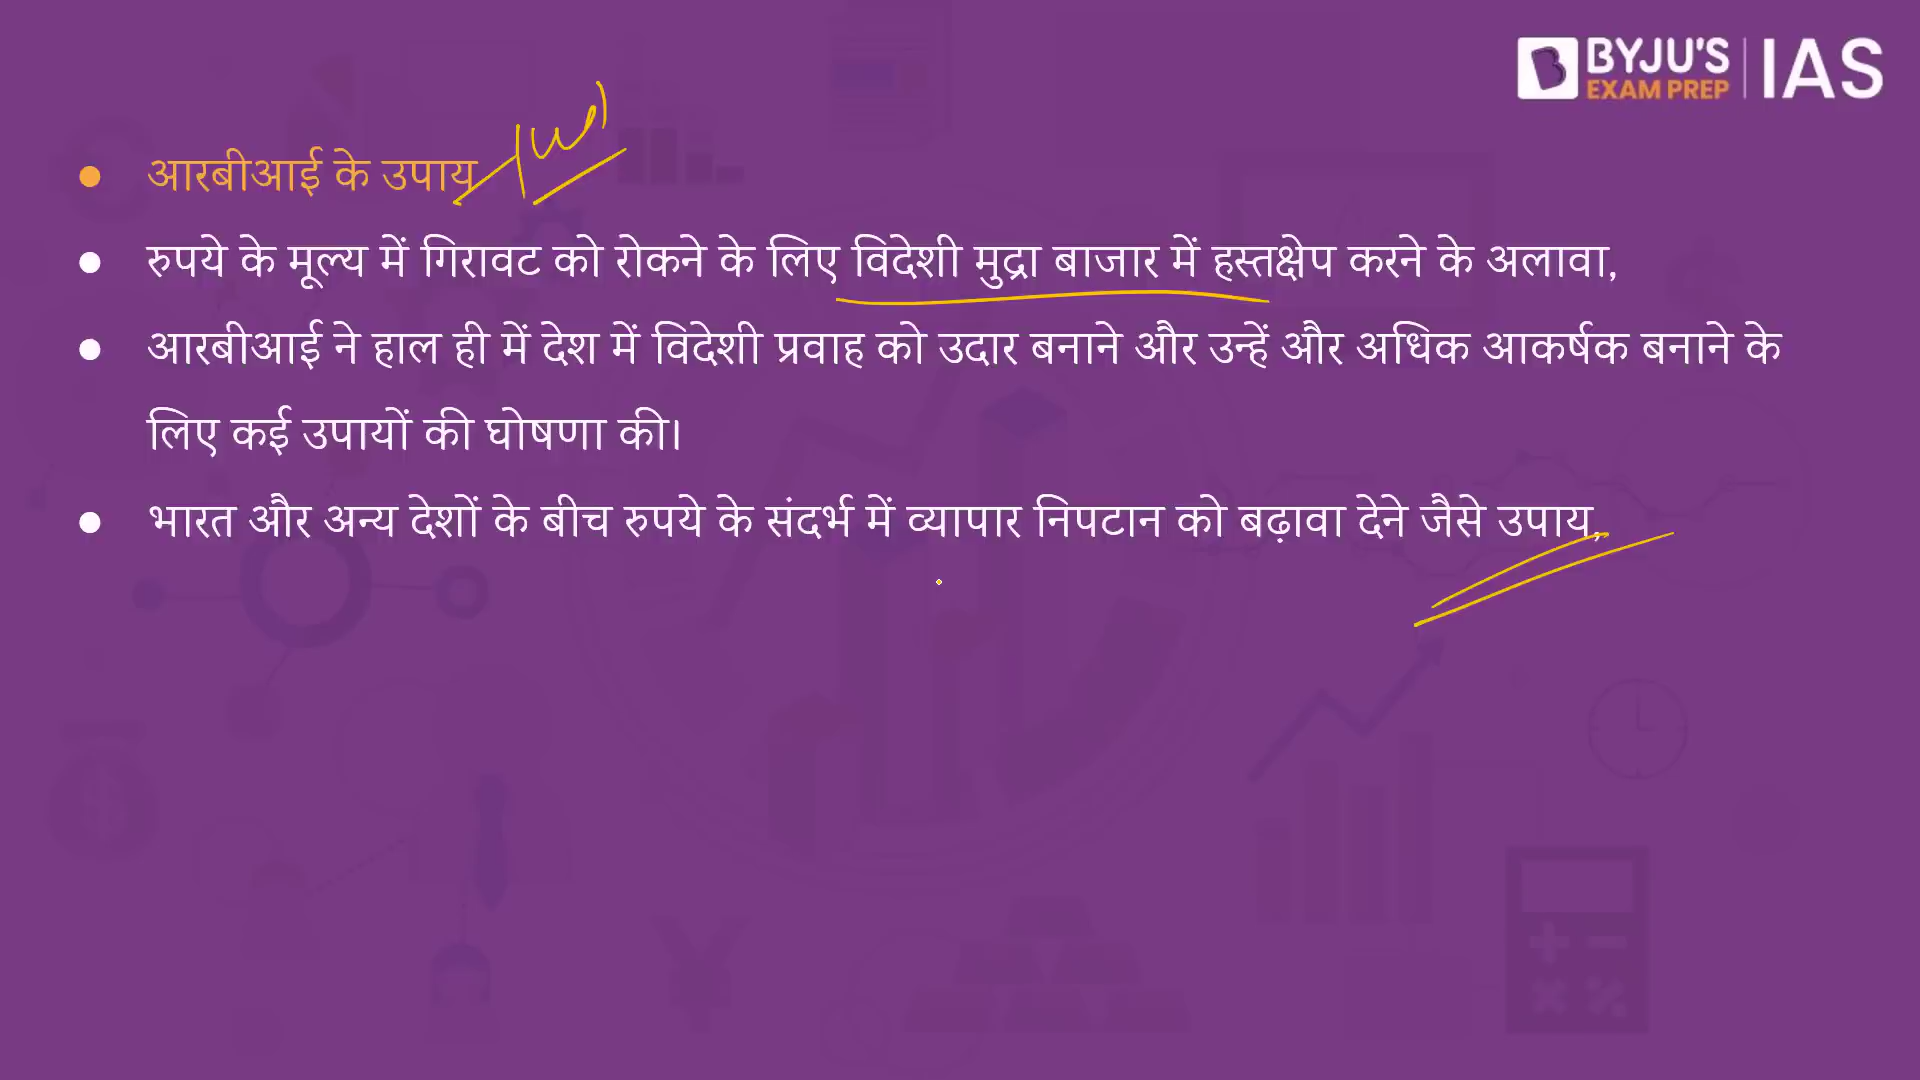 BYJU'S
EXAM PREP
IAS
आरबीआई के उपाय
रुपये के मूल्य में गिरावट को रोकने के लिए विदेशी मुद्रा बाजार में हस्तक्षेप करने के अलावा,
आरबीआई ने हाल ही में देश में विदेशी प्रवाह को उदार बनाने और उन्हें और अधिक आकर्षक बनाने के
लिए कई उपायों की घोषणा की।
भारत और अन्य देशों के बीच रुपये के संदर्भ में व्यापार निपटान को बढ़ावा देने जैसे उपाय,